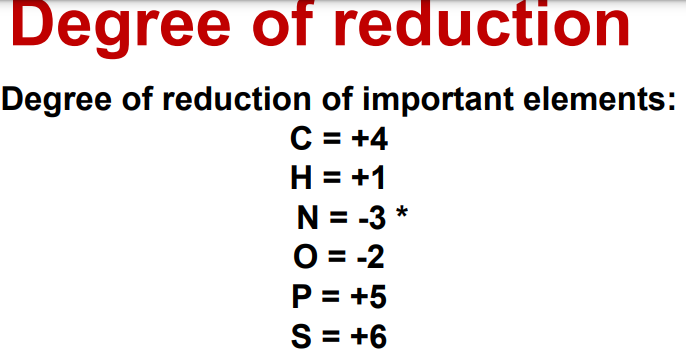 Degree of reduction
Degree of reduction of important elements:
C = +4
H = +1
N = -3 *
O = -2
P = +5
S = +6